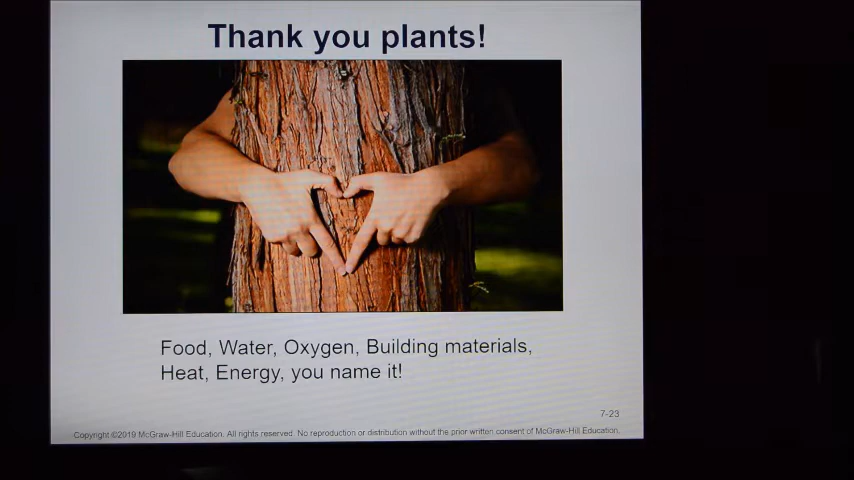 Thank you plants!
Food, Water, Oxygen, Building materials,
Heat, Energy, you name it!
7-23
Copyright ©2019 McGraw-Hill Education. All rights reserved. No reproduction or distribution without the prior written consent of McGraw-Hill Education.